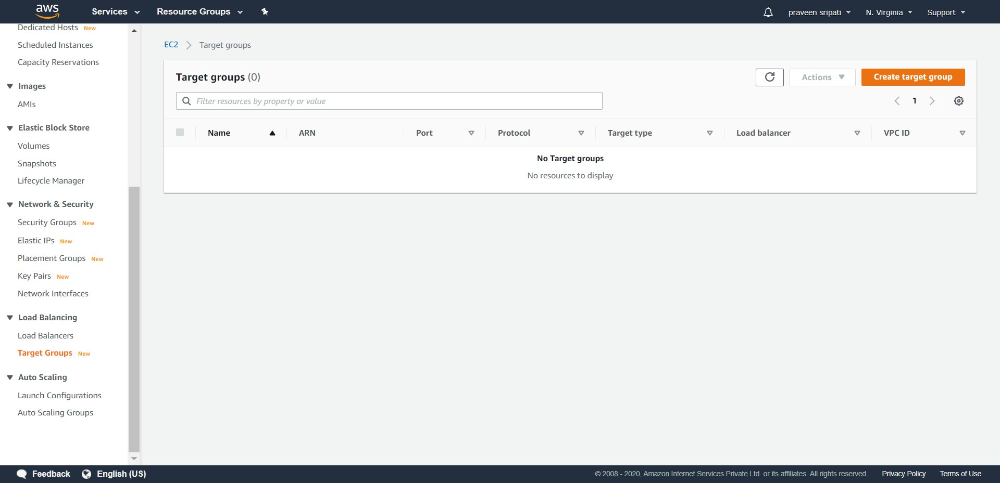 aws Services Resource Groups praveen sripati N. Virginia Support
Dedicated Hosts New
Scheduled Instances
Capacity Reservations
Images
AMIs
Elastic Block Store
Volumes
Snapshots
Lifecycle Manager
Network & Security
Security Groups New
Elastic IPs New
Placement Groups New
Key Pairs New
Network Interfaces
Load Balancing
Load Balancers
Target Groups New
Auto Scaling
Launch Configurations
Auto Scaling Groups
EC2 Target groups
Target groups (0) Actions Create target group
Filter resources by property or value 1
Name ARN Port Protocol Target type Load balancer VPC ID
No Target groups
No resources to display
Feedback English (US) © 2008 - 2020, Amazon Internet Services Private Ltd. or its affiliates. All rights reserved. Privacy Policy Terms of Use